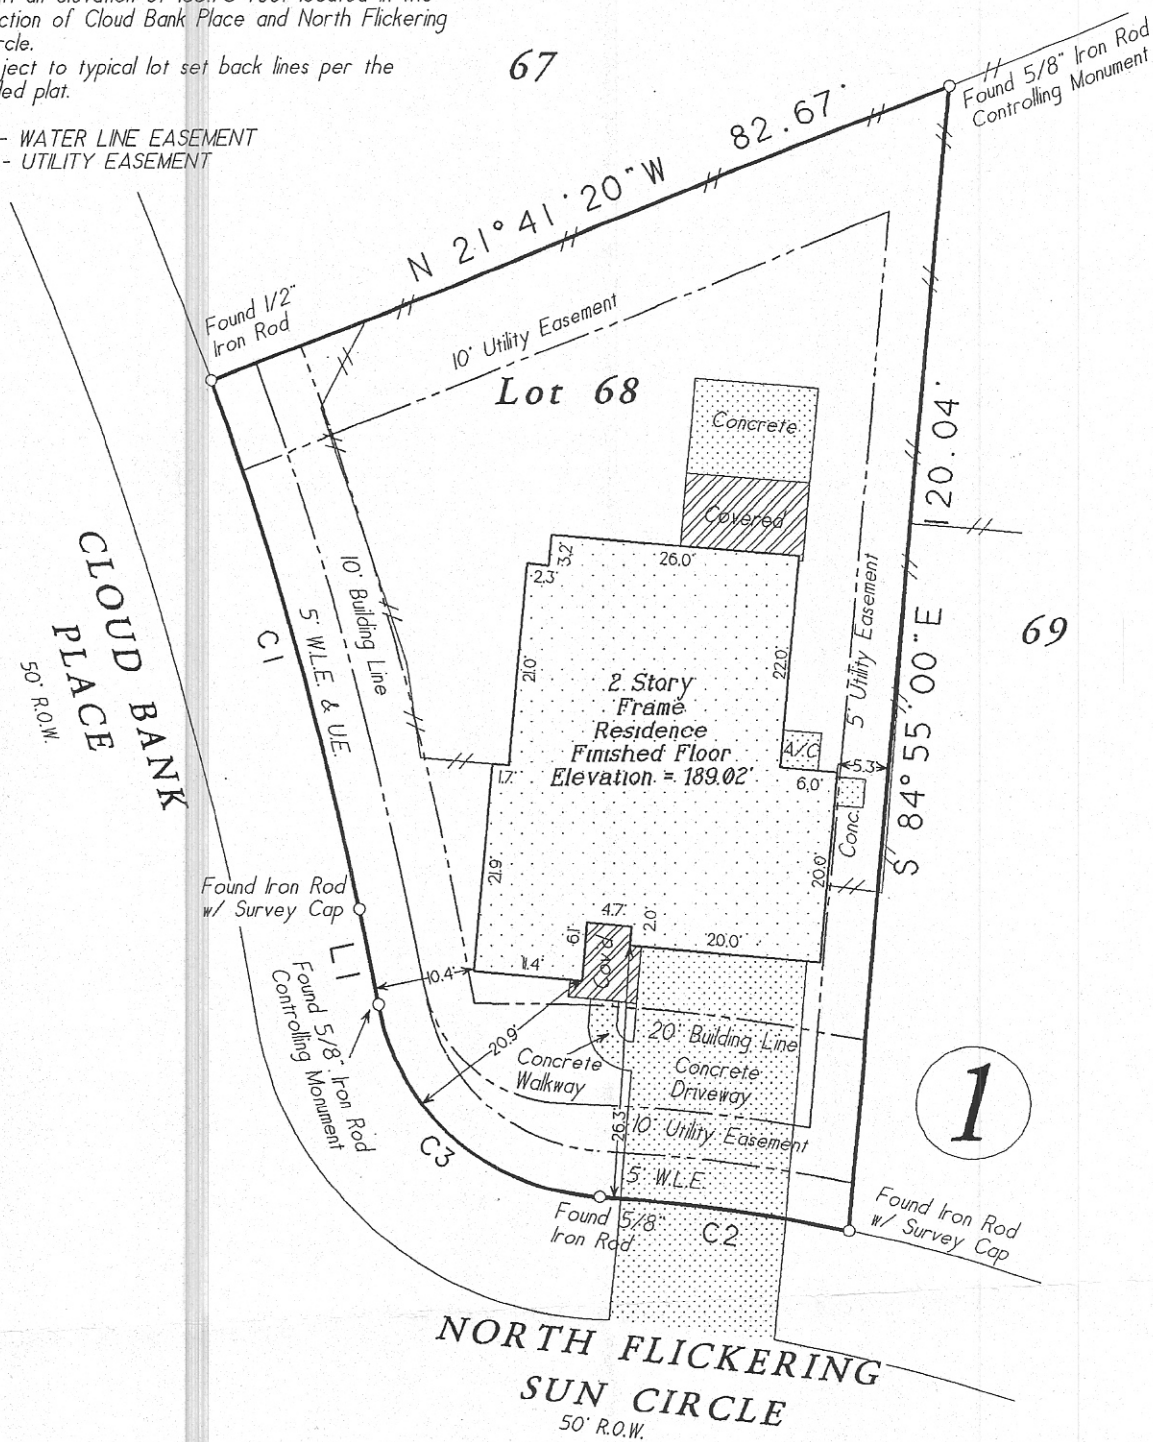 ction of Cloud Bank Place and North Flickering
rcle.
ject to typical lot set back lines per the
ed plat.
- WATER LINE EASEMENT
- UTILITY EASEMENT
67
82.67'
N 21°41'20"W
Found 5/8" Iron Rod
Controlling Monument
Found 1/2"
Iron Rod
10' Utility Easement
Lot 68
Concrete
Covered
120.04'
S 84°55'00"E
69
5' Utility Easement
CLOUD BANK
PLACE
50' R.O.W.
C1
5' W.L.E. & U.E.
10' Building Line
3.2'
2.3'
26.0'
21.0'
22.0'
2 Story
Frame
Residence
Finished Floor
Elevation = 189.02'
A/C
5.3'
1.7'
6.0'
Conc.
21.9'
20.0'
Found Iron Rod
w/ Survey Cap
4.7'
2.0'
6.1'
Cov'd
20.0'
11.4'
L1
10.4'
Found 5/8" Iron Rod
Controlling Monument
20.9'
Concrete
Walkway
20' Building Line
Concrete
Driveway
1
26.3'
10' Utility Easement
5' W.L.E.
C3
Found 5/8"
Iron Rod
C2
Found Iron Rod
w/ Survey Cap
NORTH FLICKERING
SUN CIRCLE
50' R.O.W.